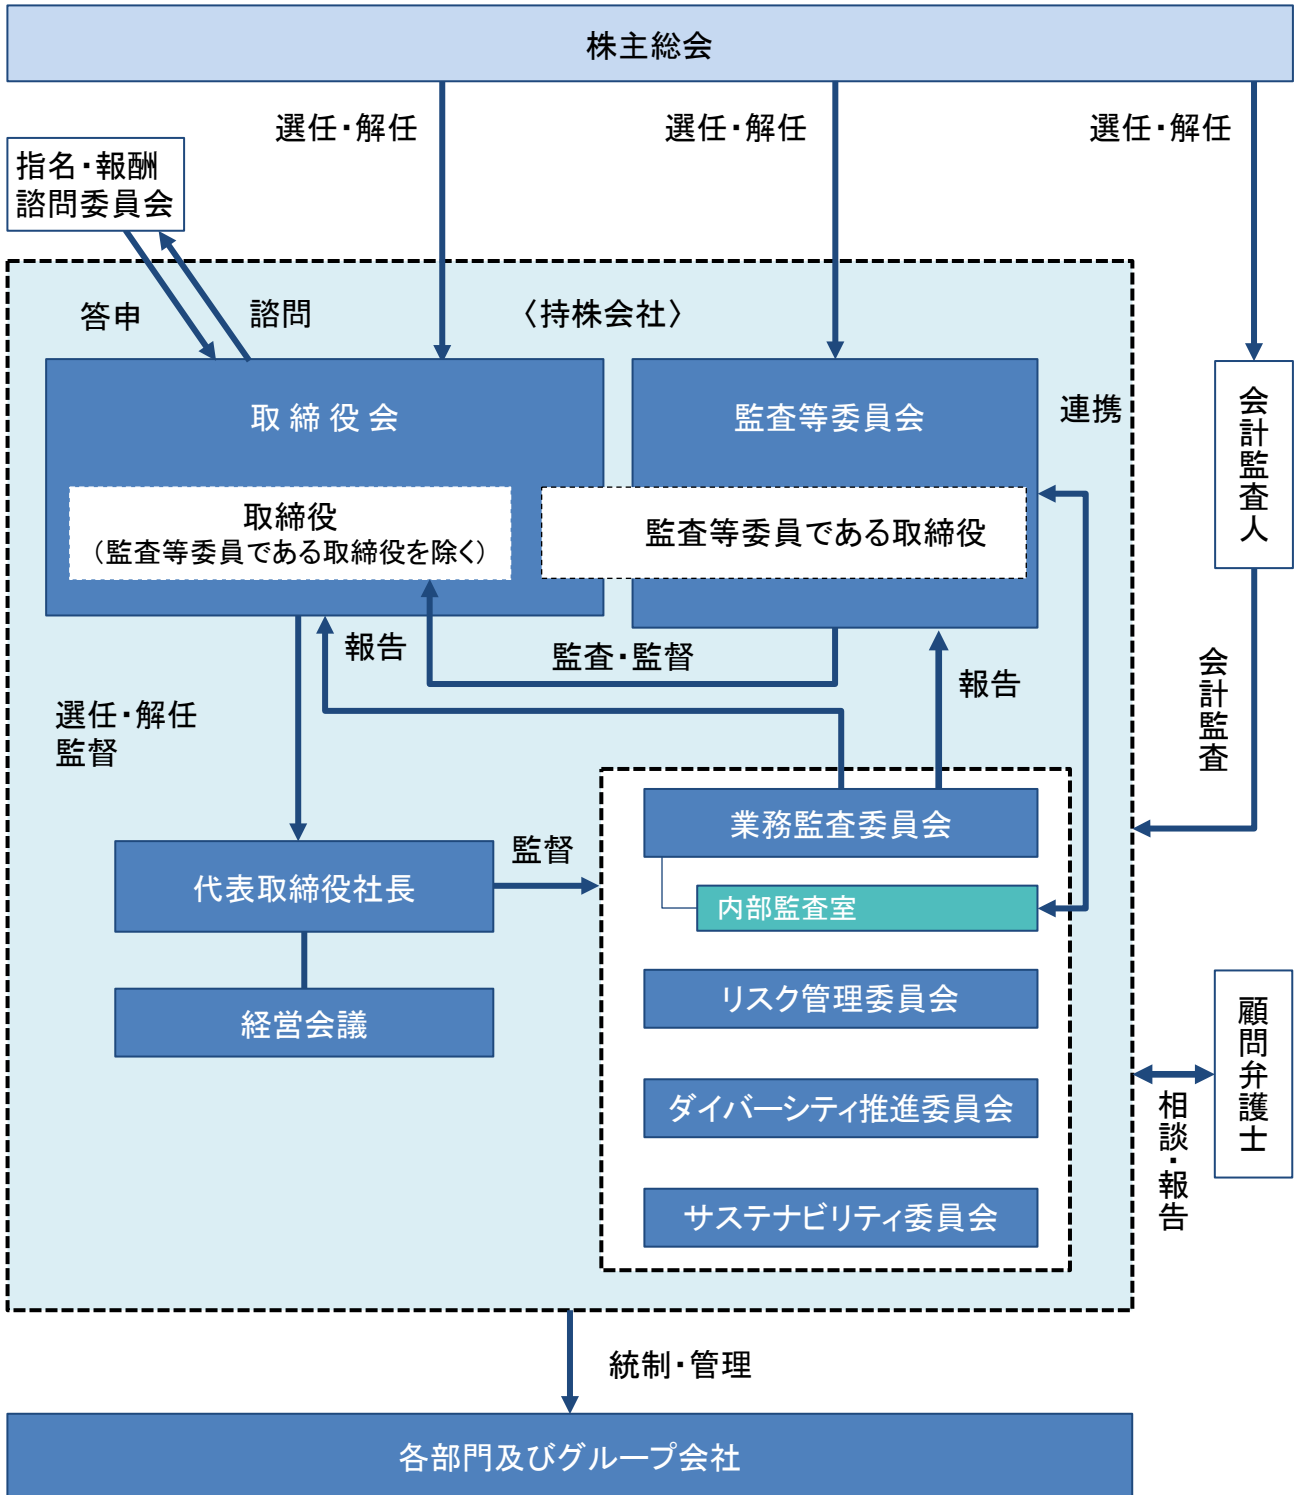 株主総会
選任・解任
選任・解任
選任・解任
指名・報酬
諮問委員会
答申
諮問
〈持株会社〉
取締役会
監査等委員会
連携
会計監査人
取締役
（監査等委員である取締役を除く）
監査等委員である取締役
報告
監査・監督
報告
会計監査
選任・解任
監督
業務監査委員会
監督
代表取締役社長
内部監査室
リスク管理委員会
経営会議
顧問弁護士
相談・報告
ダイバーシティ推進委員会
サステナビリティ委員会
統制・管理
各部門及びグループ会社